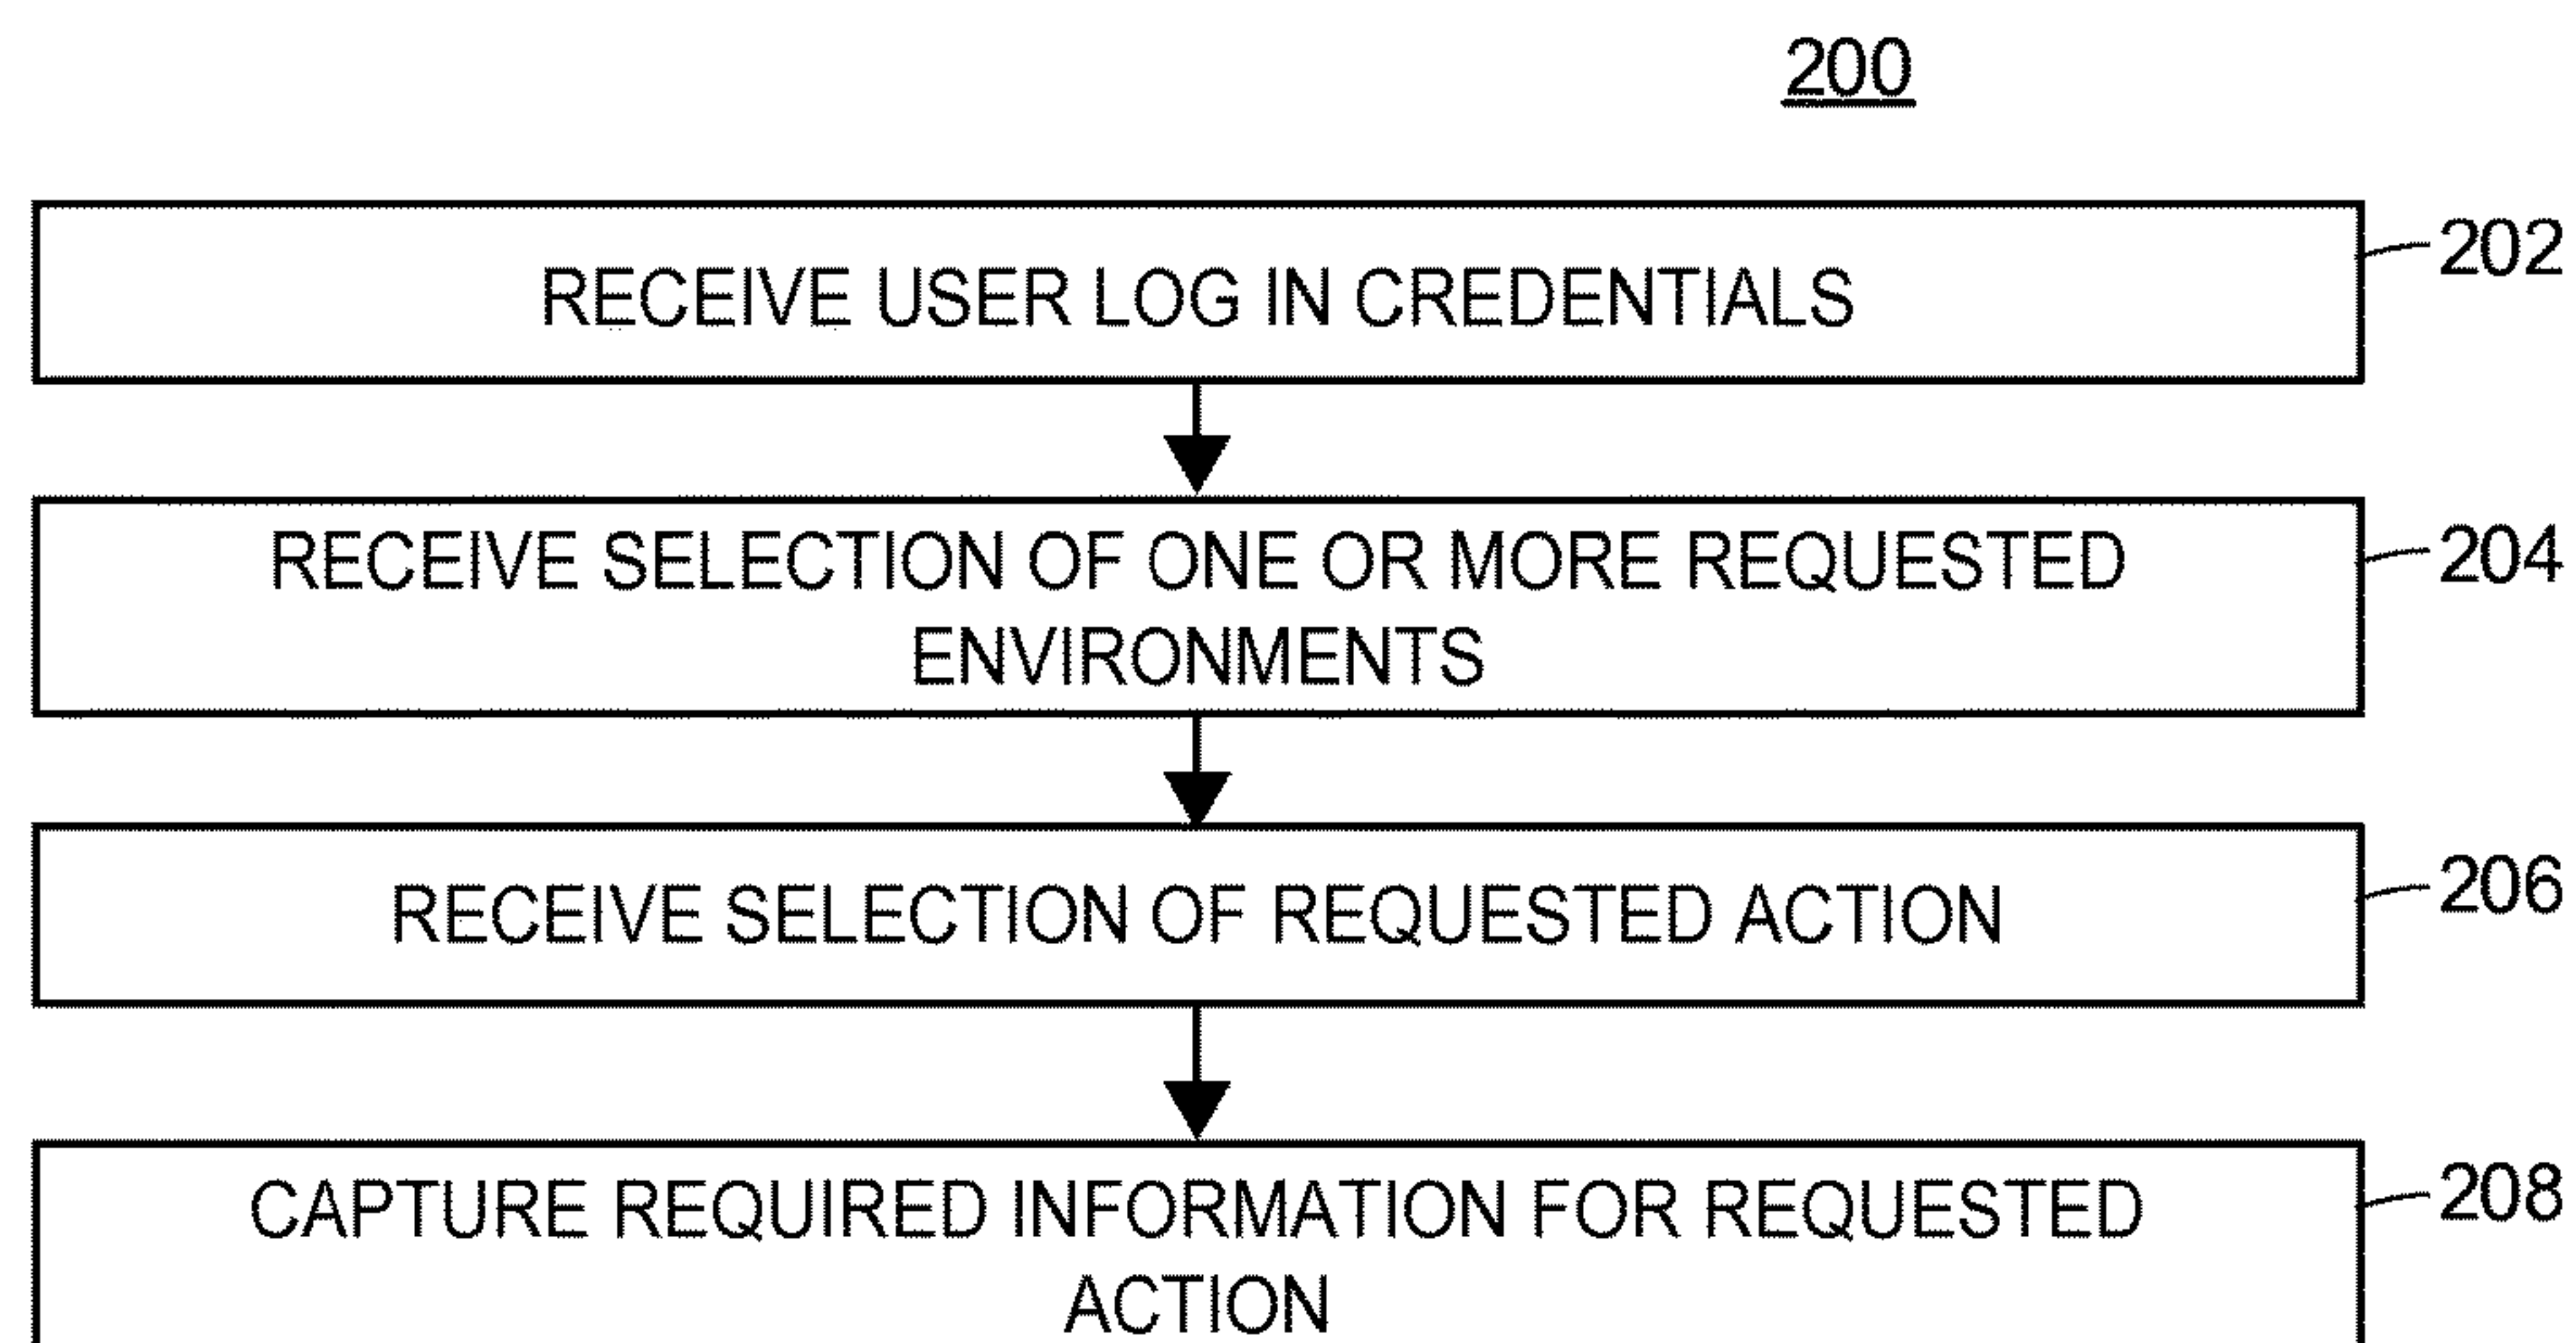 200
RECEIVE USER LOG IN CREDENTIALS
202
RECEIVE SELECTION OF ONE OR MORE REQUESTED
ENVIRONMENTS
204
RECEIVE SELECTION OF REQUESTED ACTION
206
CAPTURE REQUIRED INFORMATION FOR REQUESTED
ACTION
208